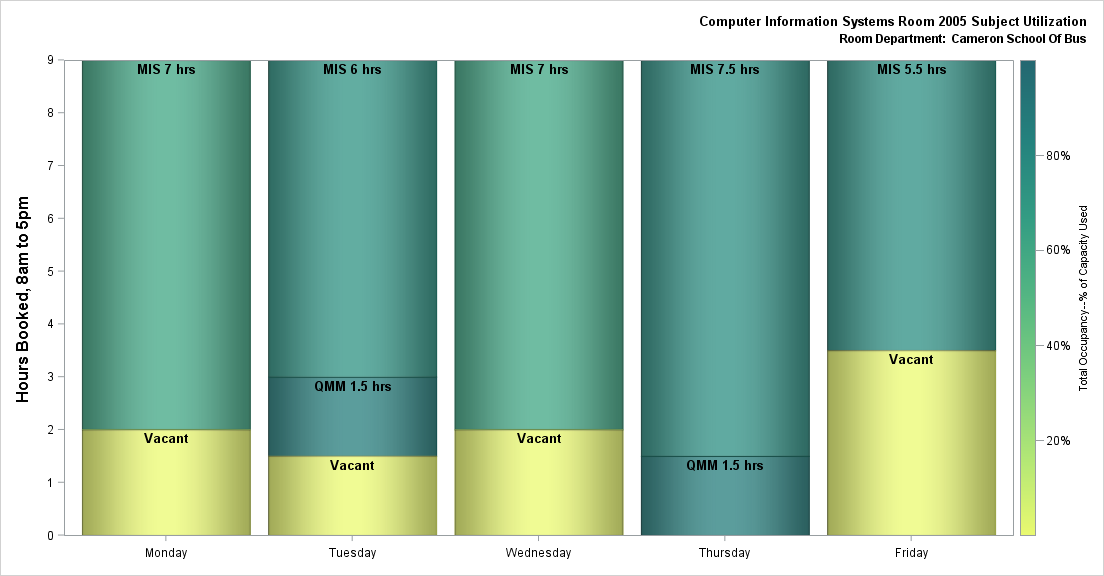 Computer Information Systems Room 2005 Subject Utilization
Room Department: Cameron School Of Bus
Hours Booked, 8am to 5pm
9
8
7
6
5
4
3
2
1
0
MIS 7 hrs
Vacant
MIS 6 hrs
QMM 1.5 hrs
Vacant
MIS 7 hrs
Vacant
MIS 7.5 hrs
QMM 1.5 hrs
MIS 5.5 hrs
Vacant
Monday
Tuesday
Wednesday
Thursday
Friday
80%
60%
40%
20%
Total Occupancy--% of Capacity Used